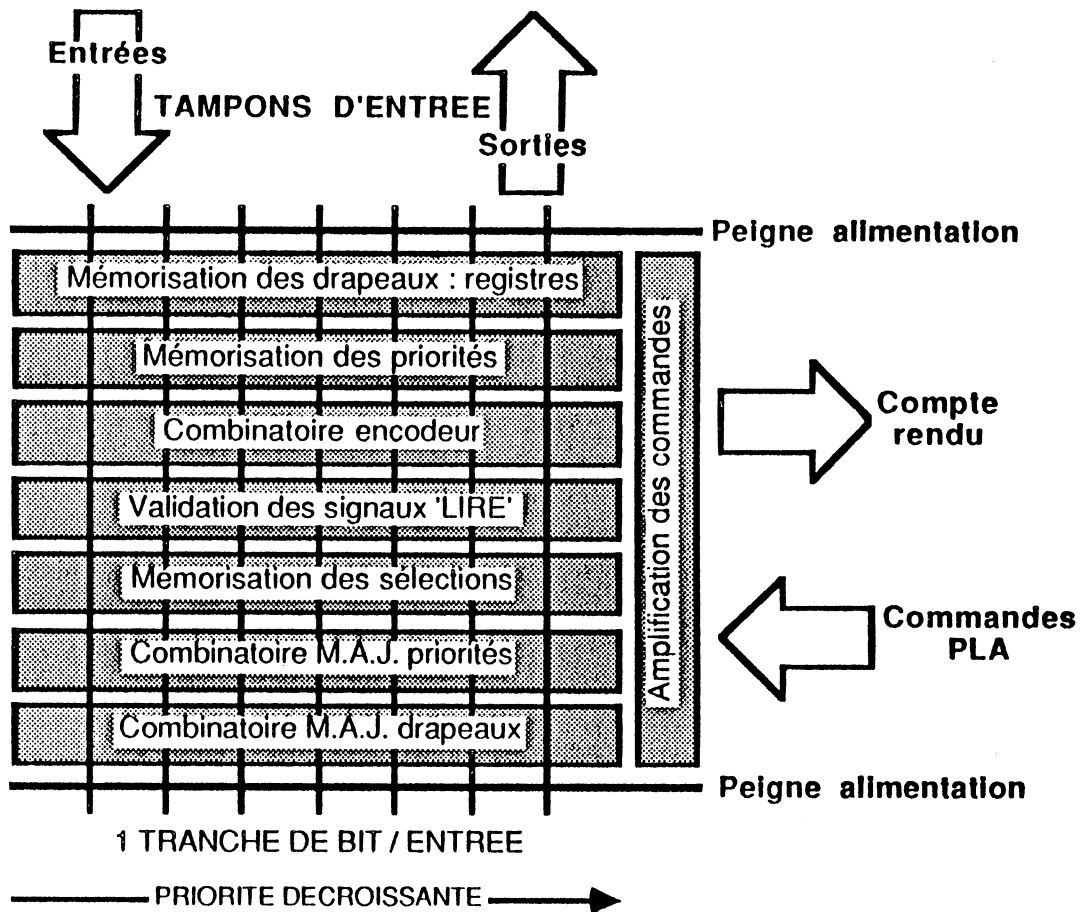 Entrées
TAMPONS D'ENTREE
Sorties
Peigne alimentation
Mémorisation des drapeaux : registres
Mémorisation des priorités
Combinatoire encodeur
Validation des signaux 'LIRE'
Mémorisation des sélections
Combinatoire M.A.J. priorités
Combinatoire M.A.J. drapeaux
Amplification des commandes
Compte
rendu
Commandes
PLA
Peigne alimentation
1 TRANCHE DE BIT / ENTREE
PRIORITE DECROISSANTE